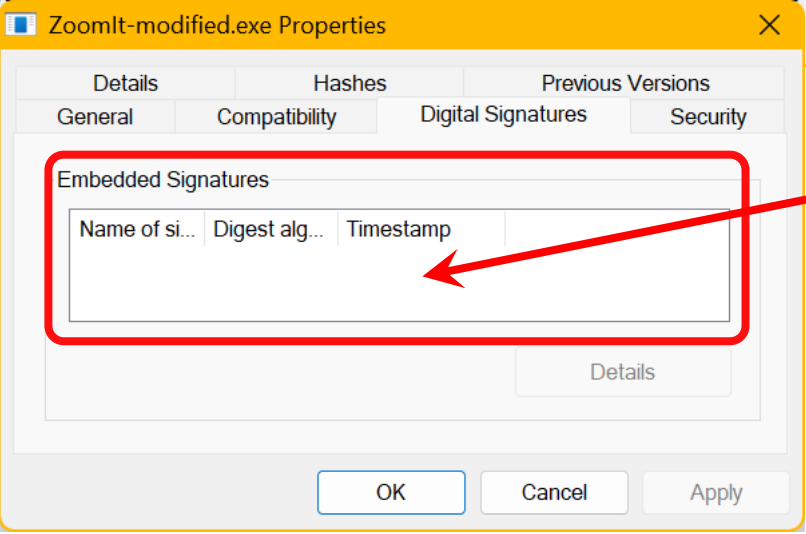 ZoomIt-modified.exe Properties
Details Hashes Previous Versions
General Compatibility Digital Signatures Security
Embedded Signatures
Name of si... Digest alg... Timestamp
Details
OK Cancel Apply